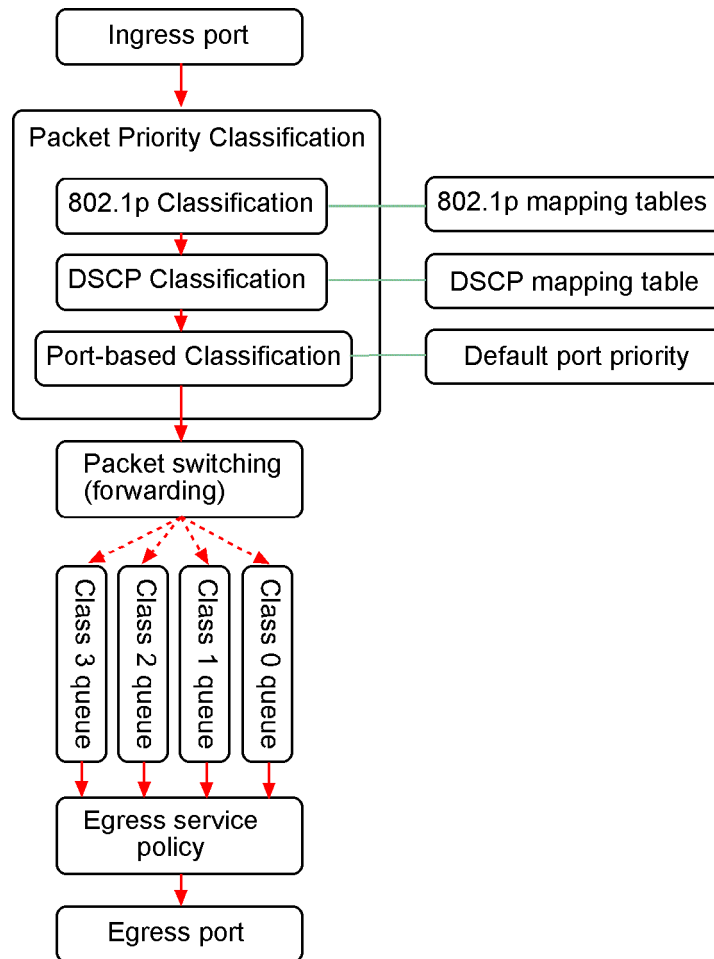 Ingress port
Packet Priority Classification
802.1p Classification
802.1p mapping tables
DSCP Classification
DSCP mapping table
Port-based Classification
Default port priority
Packet switching
(forwarding)
Class 3 queue
Class 2 queue
Class 1 queue
Class 0 queue
Egress service
policy
Egress port